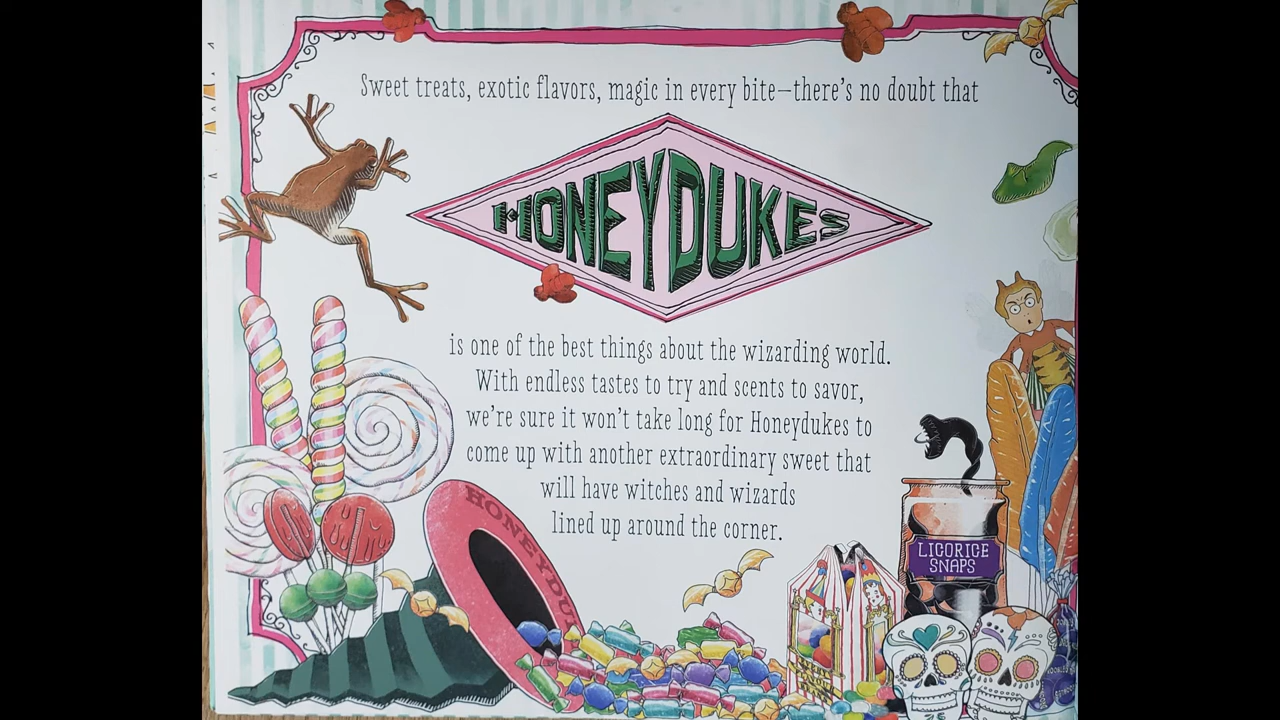 Sweet treats, exotic flavors, magic in every bite—there's no doubt that
HONEYDUKES
is one of the best things about the wizarding world.
With endless tastes to try and scents to savor,
we're sure it won't take long for Honeydukes to
come up with another extraordinary sweet that
will have witches and wizards
lined up around the corner.
HONEYDU
LICORICE
SNAPS